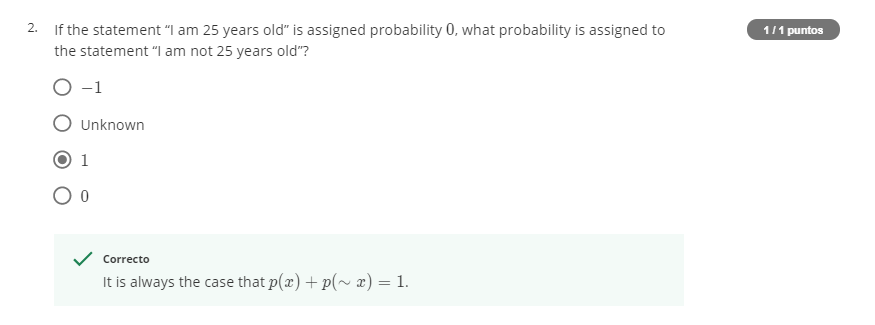 2. If the statement “I am 25 years old” is assigned probability 0, what probability is assigned to
the statement “I am not 25 years old”?
1 / 1 puntos
−1
Unknown
1
0
Correcto
It is always the case that p(x) + p(∼ x) = 1.